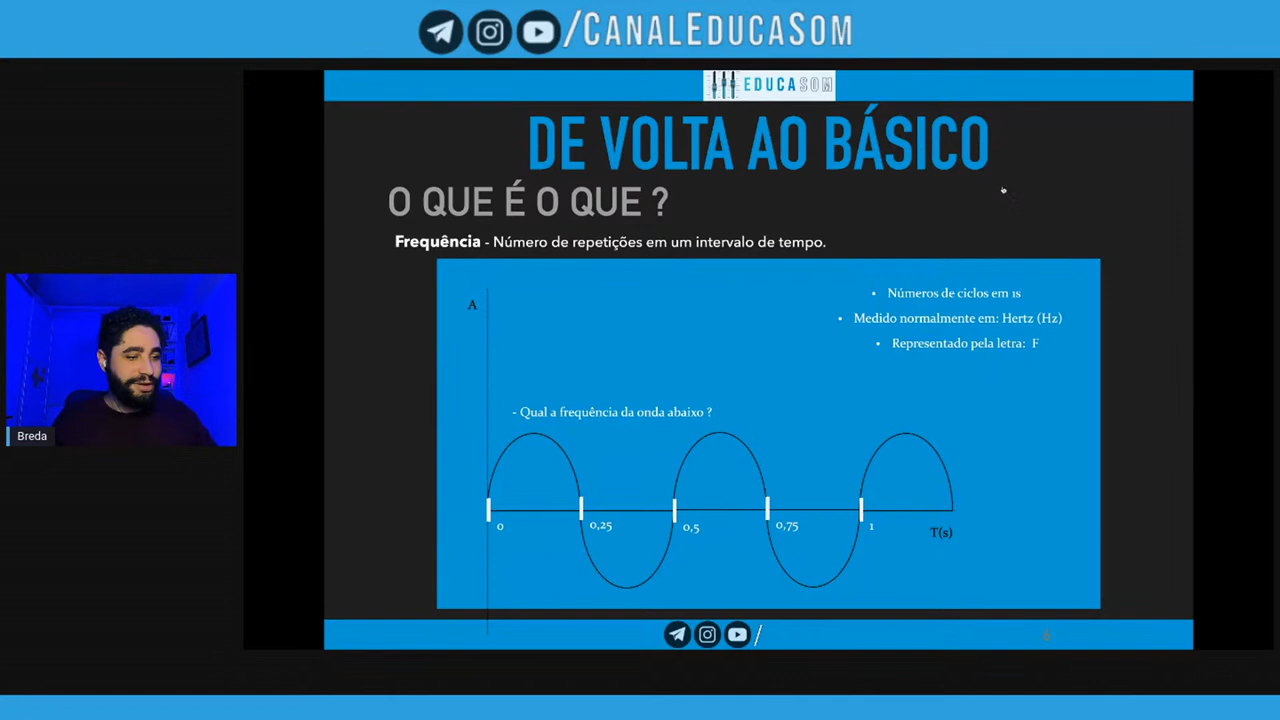 /CANALEDUCASOM
EDUCASOM
DE VOLTA AO BÁSICO
O QUE É O QUE ?
Frequência - Número de repetições em um intervalo de tempo.
A
• Números de ciclos em 1s
• Medido normalmente em: Hertz (Hz)
• Representado pela letra: F
- Qual a frequência da onda abaixo ?
0 0,25 0,5 0,75 1
T(s)
Breda
/
6